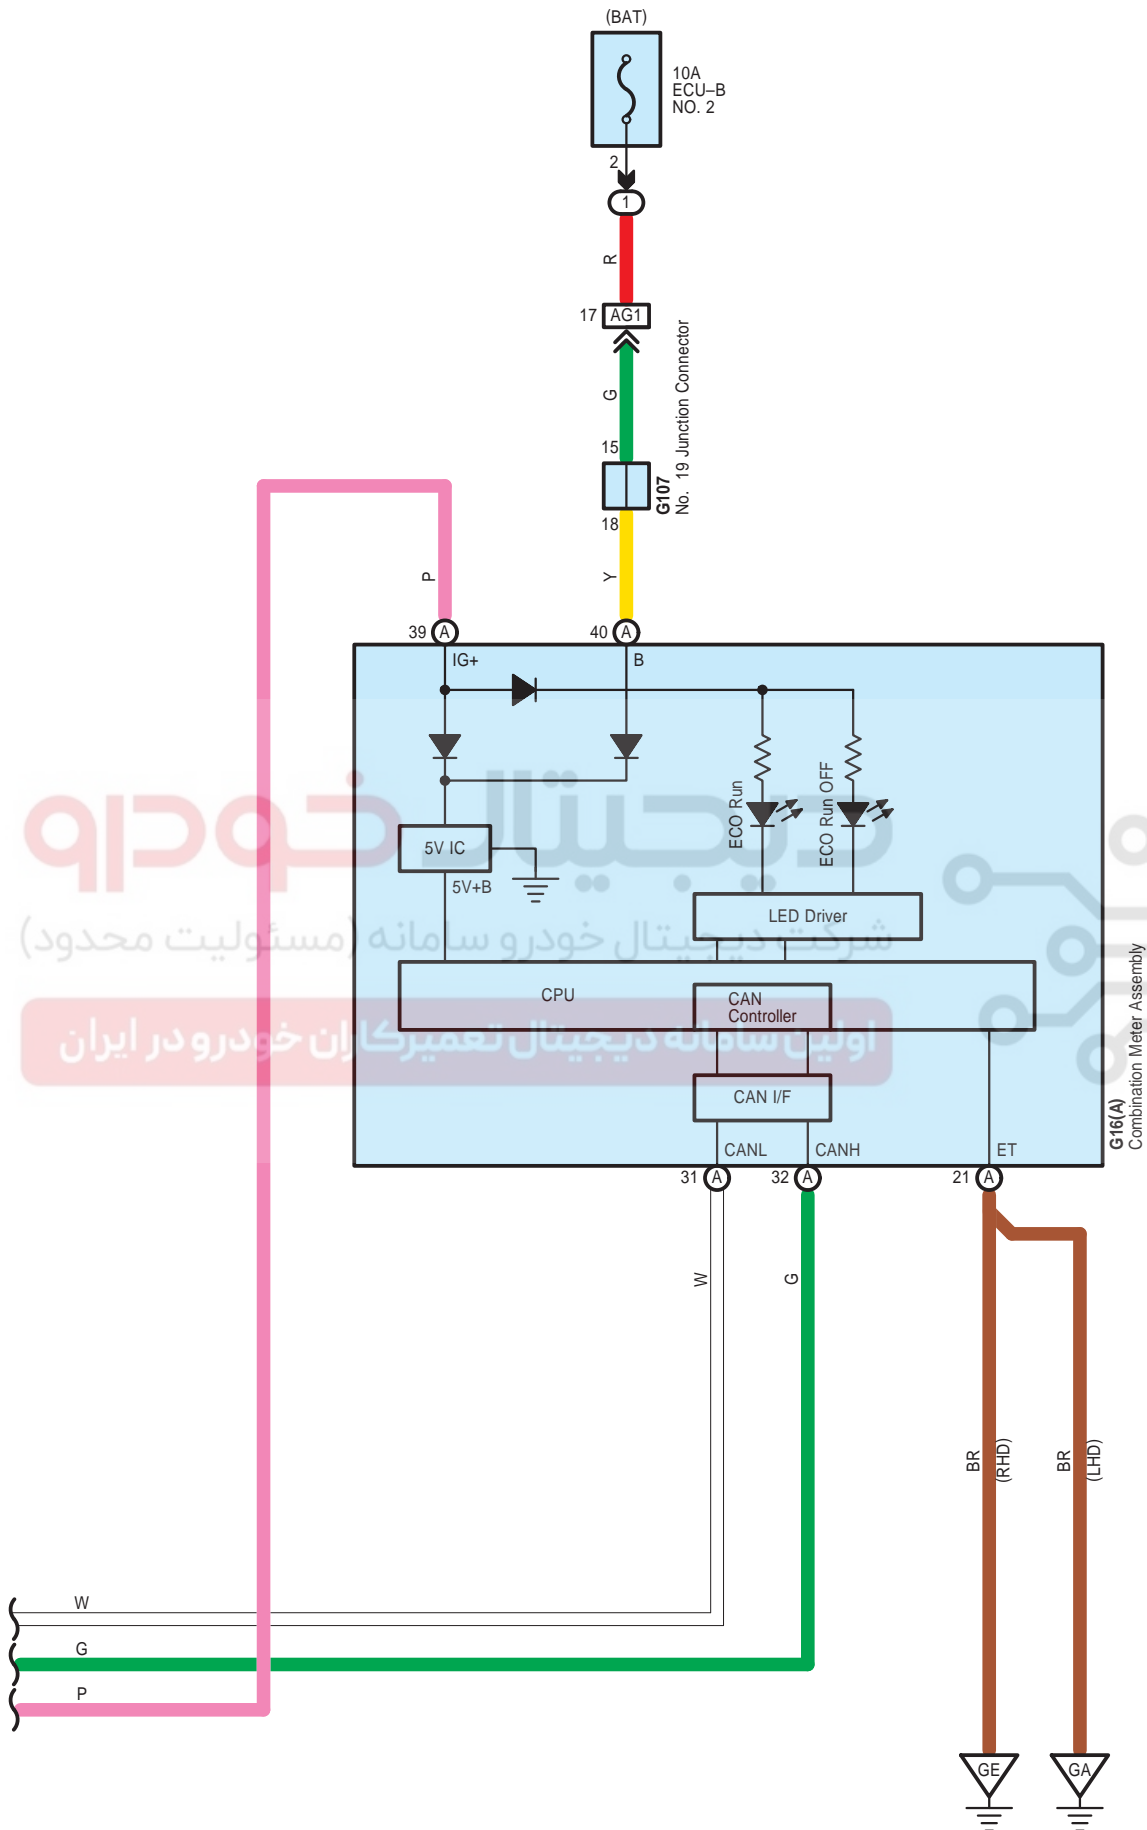 (BAT)
10A
ECU–B
NO. 2
2
1
R
17
AG1
G
15
G107
No. 19 Junction Connector
18
P
Y
39
A
40
A
IG+
B
ECO Run
ECO Run OFF
5V IC
5V+B
LED Driver
CPU
CAN
Controller
CAN I/F
CANL
CANH
ET
G16(A)
Combination Meter Assembly
31
A
32
A
21
A
W
G
BR
(RHD)
BR
(LHD)
W
G
P
GE
GA
دیجیتال خودرو
شرکت دیجیتال خودرو سامانه (مسئولیت محدود)
اولین سامانه دیجیتال تعمیرکاران خودرو در ایران